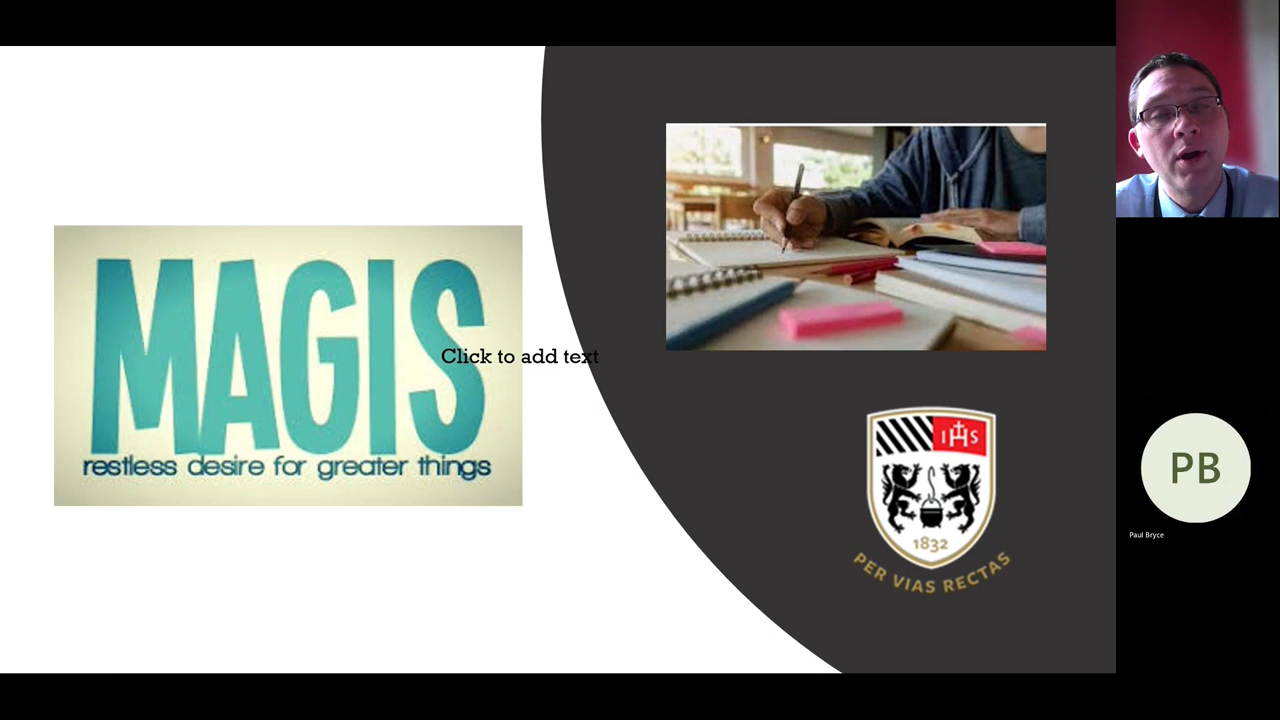 MAGIS
restless desire for greater things
Click to add text
IHS
1832
PER VIAS RECTAS
PB
Paul Bryce